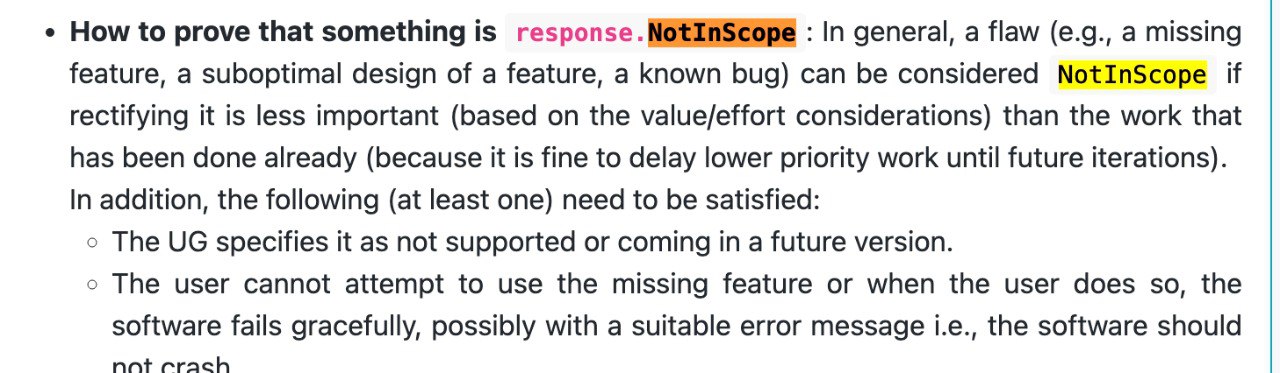 • How to prove that something is response.NotInScope : In general, a flaw (e.g., a missing
feature, a suboptimal design of a feature, a known bug) can be considered NotInScope if
rectifying it is less important (based on the value/effort considerations) than the work that
has been done already (because it is fine to delay lower priority work until future iterations).
In addition, the following (at least one) need to be satisfied:
◦ The UG specifies it as not supported or coming in a future version.
◦ The user cannot attempt to use the missing feature or when the user does so, the
software fails gracefully, possibly with a suitable error message i.e., the software should
not crash